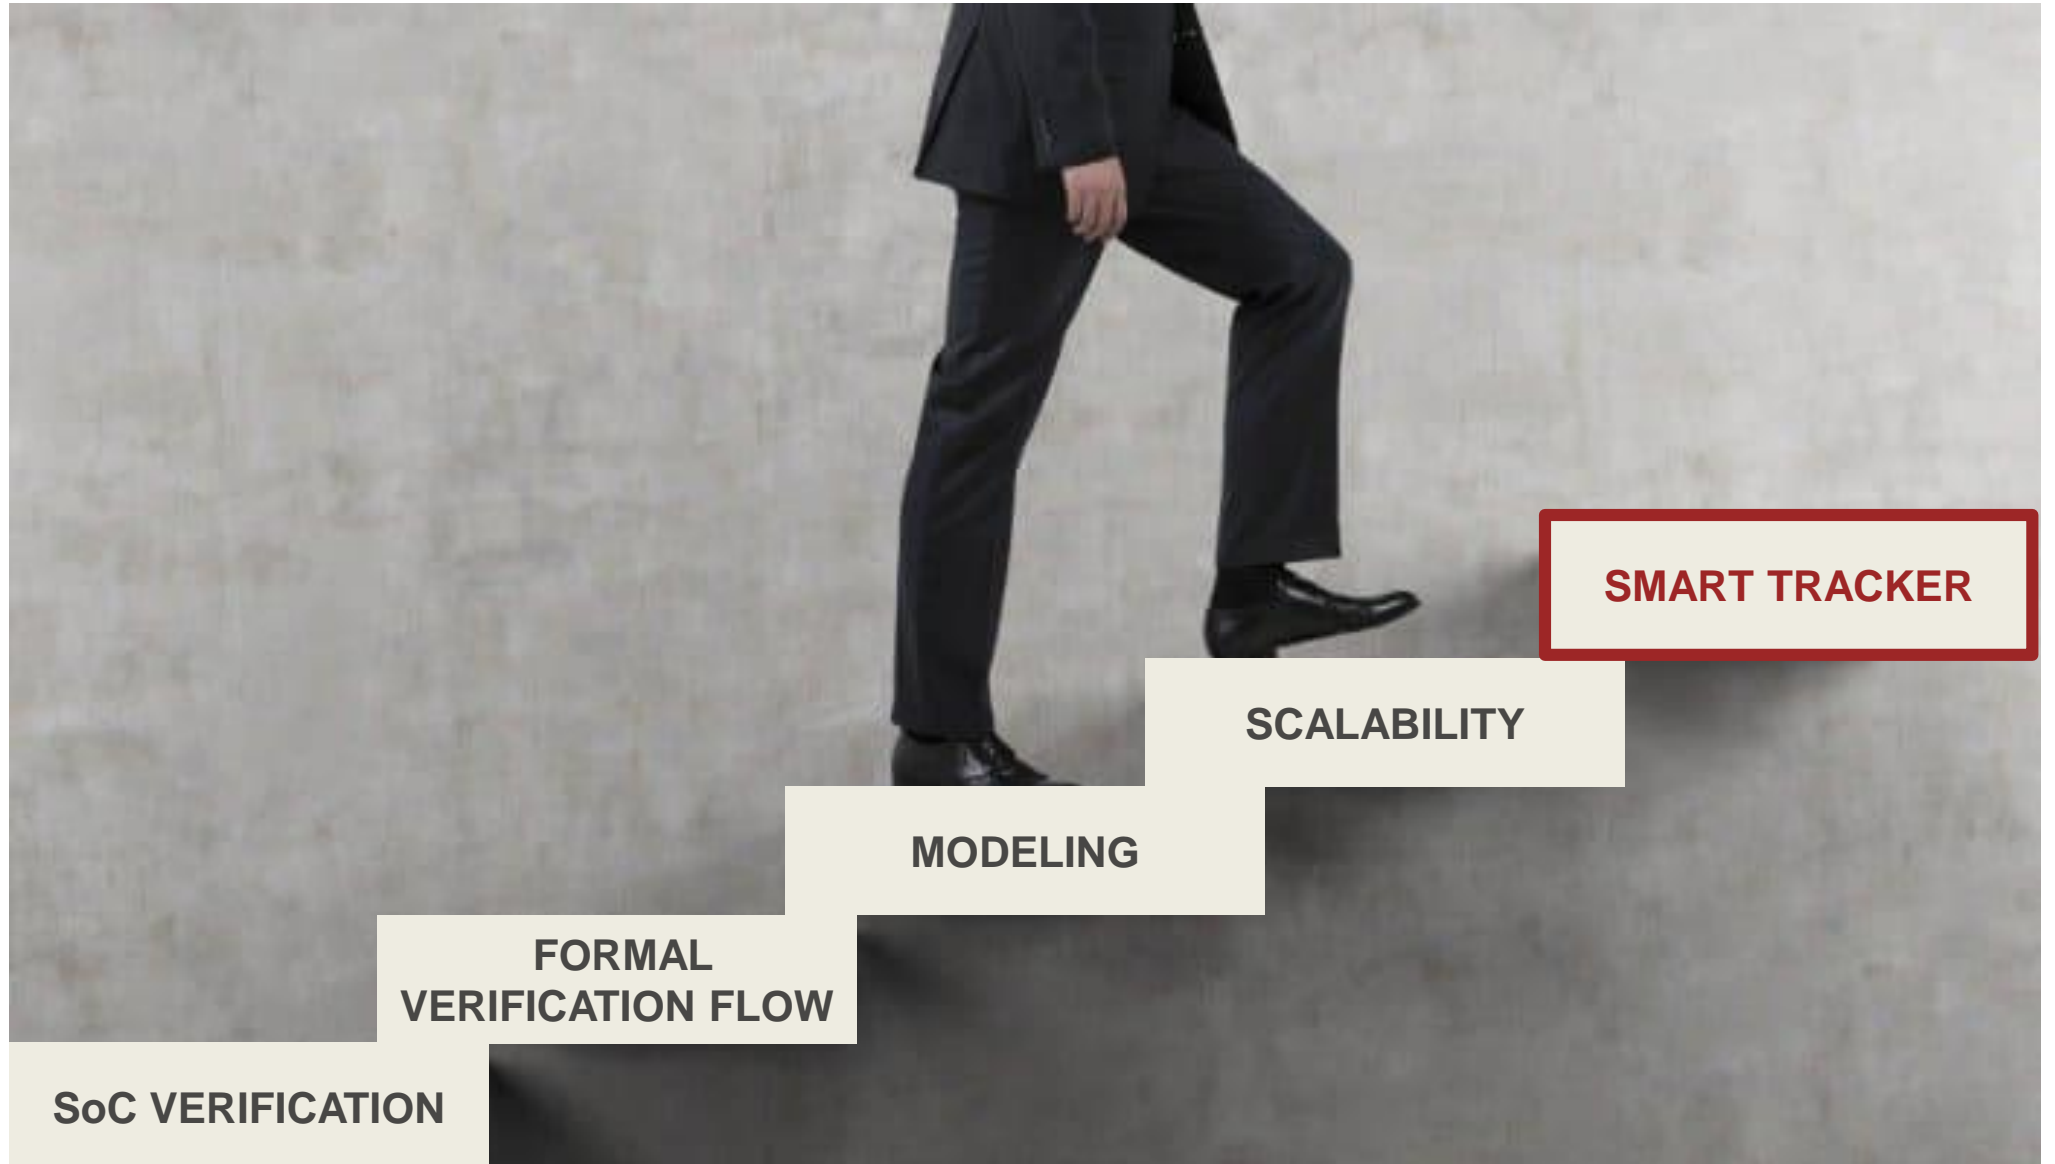 SMART TRACKER
SCALABILITY
MODELING
FORMAL
VERIFICATION FLOW
SoC VERIFICATION